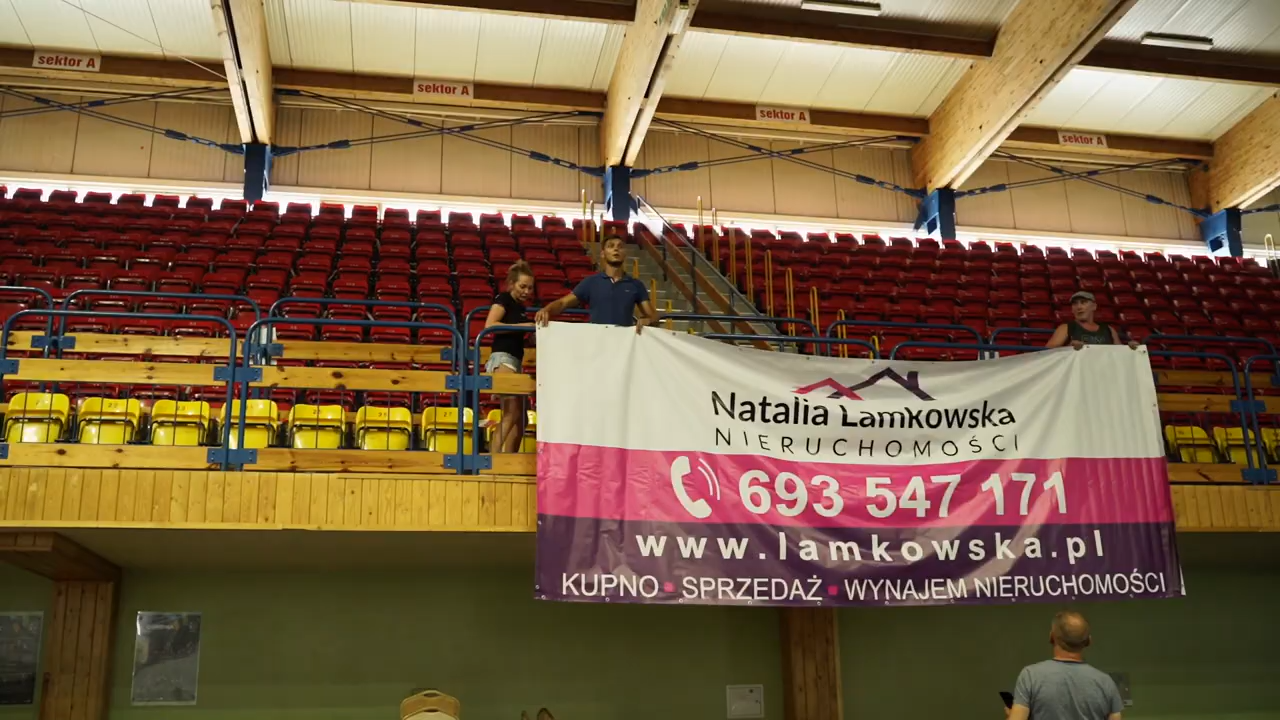 sektor A
sektor A
sektor A
sektor A
Natalia Lamkowska
NIERUCHOMOŚCI
693 547 171
www.lamkowska.pl
KUPNO ▪ SPRZEDAŻ ▪ WYNAJEM NIERUCHOMOŚCI